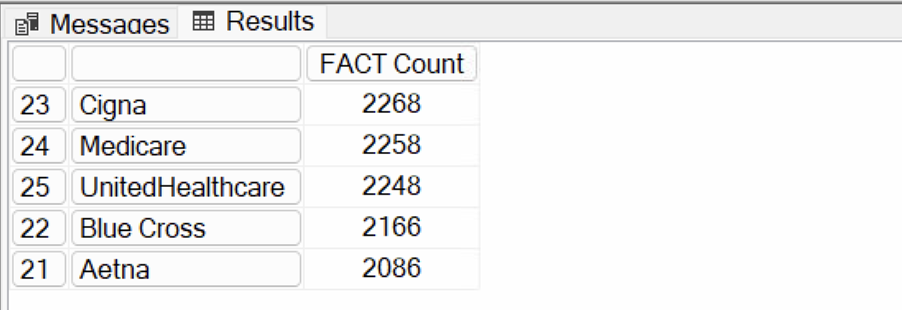 Messages Results
FACT Count
23 Cigna 2268
24 Medicare 2258
25 UnitedHealthcare 2248
22 Blue Cross 2166
21 Aetna 2086